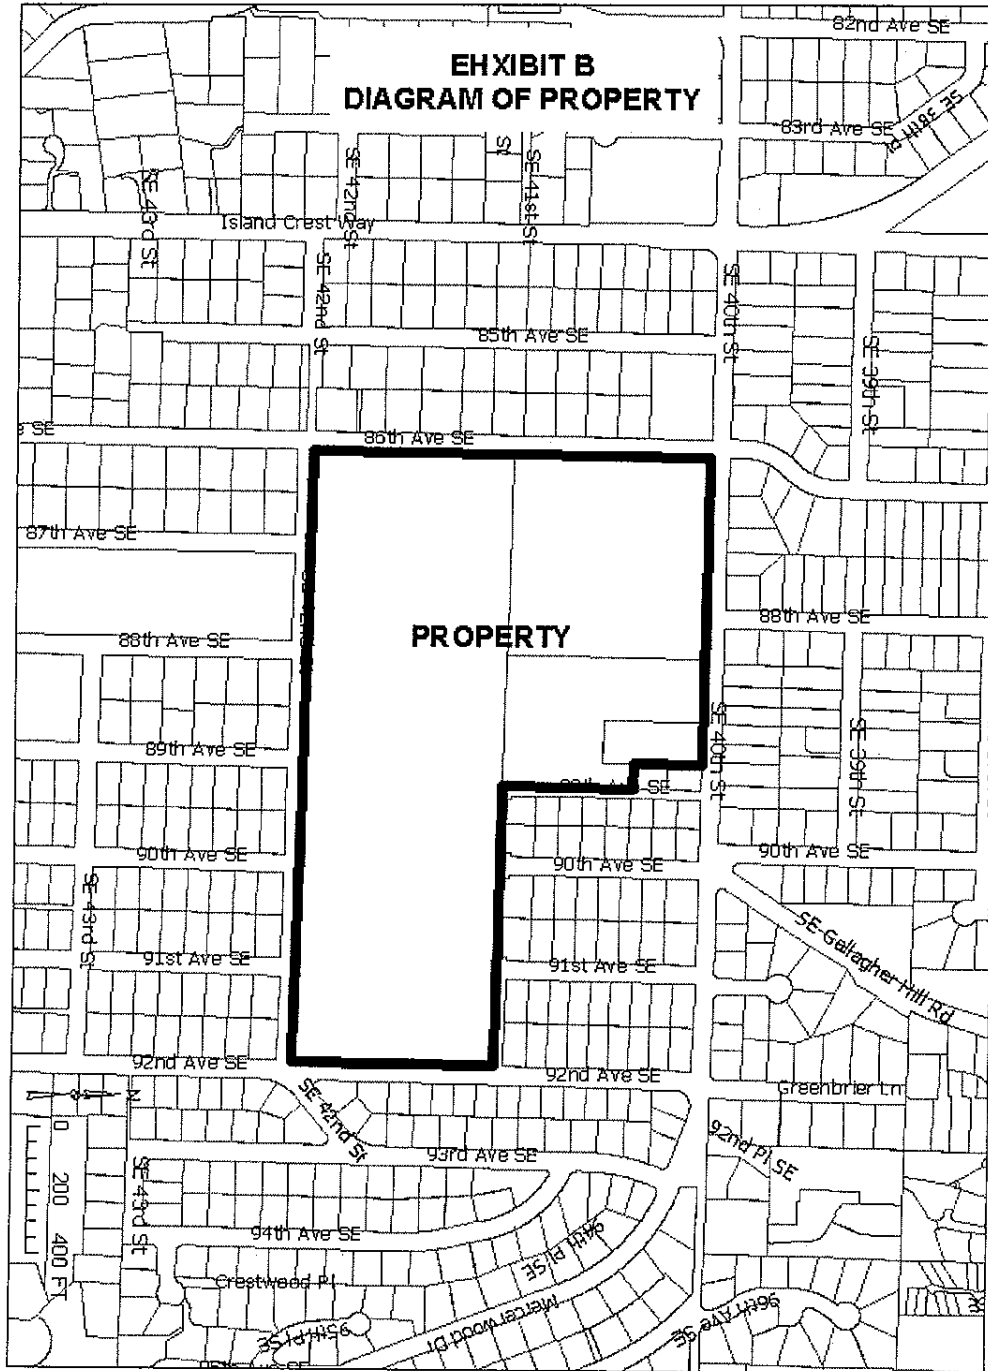 82nd Ave SE
EHXIBIT B
DIAGRAM OF PROPERTY
SE 38th Pl
83rd Ave SE
St
SE 42nd St
SE 41st St
SE 43rd St
Island Crest Way
SE 42nd St
SE 40th St
85th Ave SE
SE 39th St
SE
86th Ave SE
87th Ave SE
88th Ave SE
88th Ave SE
PROPERTY
SE 40th St
SE 39th St
89th Ave SE
Ave SE
90th Ave SE
90th Ave SE
90th Ave SE
SE 43rd St
SE Gallagher Hill Rd
91st Ave SE
91st Ave SE
92nd Ave SE
92nd Ave SE
Greenbrier Ln
N
SE 42nd St
0 200 400 FT
92nd Pl SE
93rd Ave SE
SE 43rd St
94th Ave SE
94th Pl SE
Crestwood Pl
Mercerwood Dr
95th Pl SE
96th Ave SE